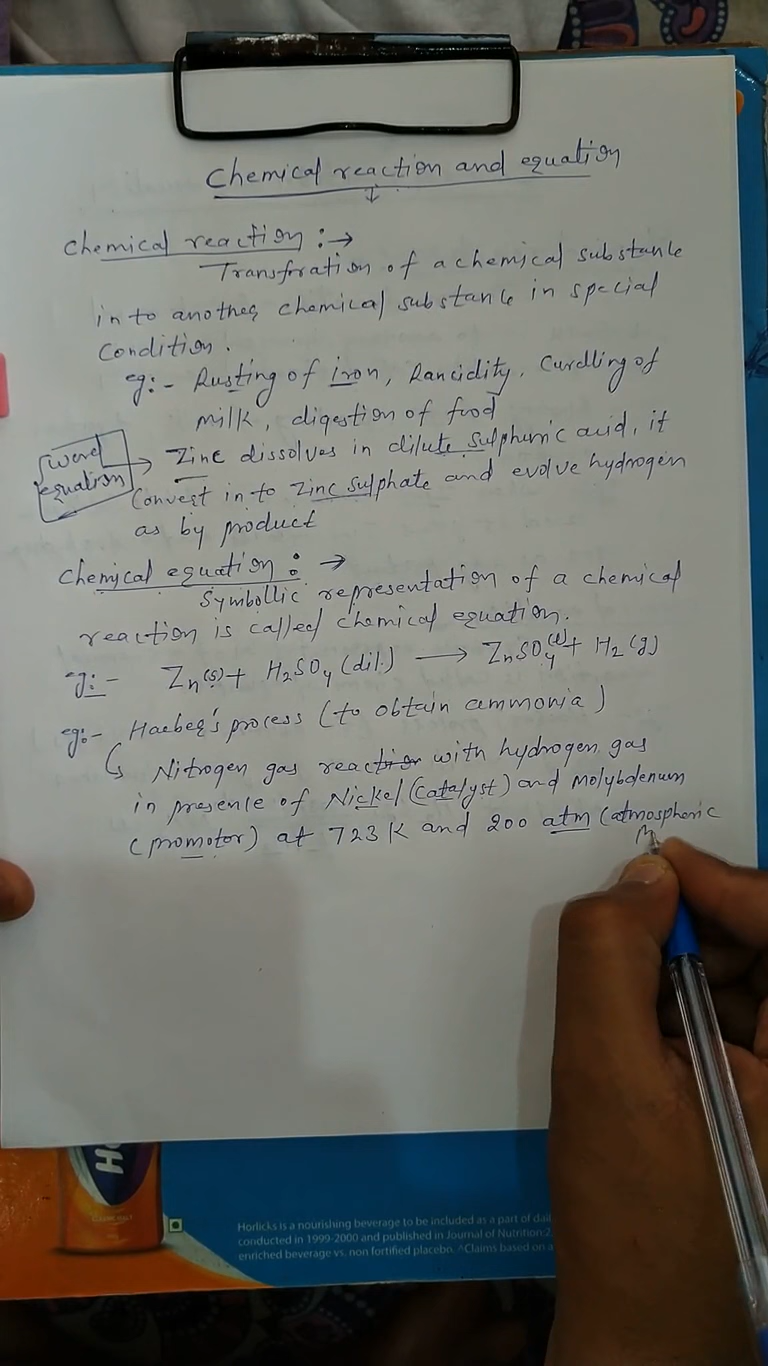 Chemical reaction and equation
↓
Chemical reaction :→
Transfration of a chemical substance
in to another chemical substance in special
Condition.
eg:- Rusting of iron, Rancidity, Curdling of
milk, digestion of food
word equation → Zinc dissolves in dilute sulphuric acid, it
Convert in to Zinc sulphate and evolve hydrogen
as by product
Chemical equation : →
Symbollic representation of a chemical
reaction is called chemical equation.
eg:- Zn(s) + H₂SO₄ (dil.) → ZnSO₄(l) + H₂ (g)
eg:- Haeber's process (to obtain ammonia)
Nitrogen gas reaction with hydrogen gas
in presence of Nickel (Catalyst) and Molybdenum
(promotor) at 723 K and 200 atm (atmospheric
Ho
Horlicks is a nourishing beverage to be included as a part of dai
conducted in 1999-2000 and published in Journal of Nutrition:2
enriched beverage vs. non fortified placebo. ^Claims based on a